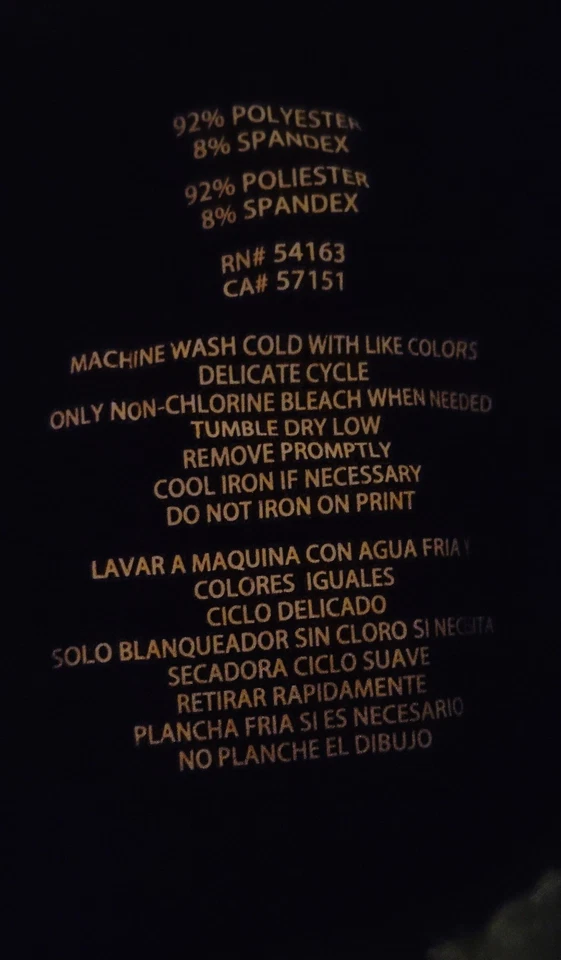 92% POLYESTER
8% SPANDEX
92% POLIESTER
8% SPANDEX
RN# 54163
CA# 57151
MACHINE WASH COLD WITH LIKE COLORS
DELICATE CYCLE
ONLY NON-CHLORINE BLEACH WHEN NEEDED
TUMBLE DRY LOW
REMOVE PROMPTLY
COOL IRON IF NECESSARY
DO NOT IRON ON PRINT
LAVAR A MAQUINA CON AGUA FRIA Y
COLORES IGUALES
CICLO DELICADO
SOLO BLANQUEADOR SIN CLORO SI
SECADORA CICLO SUAVE
RETIRAR RAPIDAMENTE
PLANCHA FRIA SI ES NECESARIO
NO PLANCHE EL DIBUJO